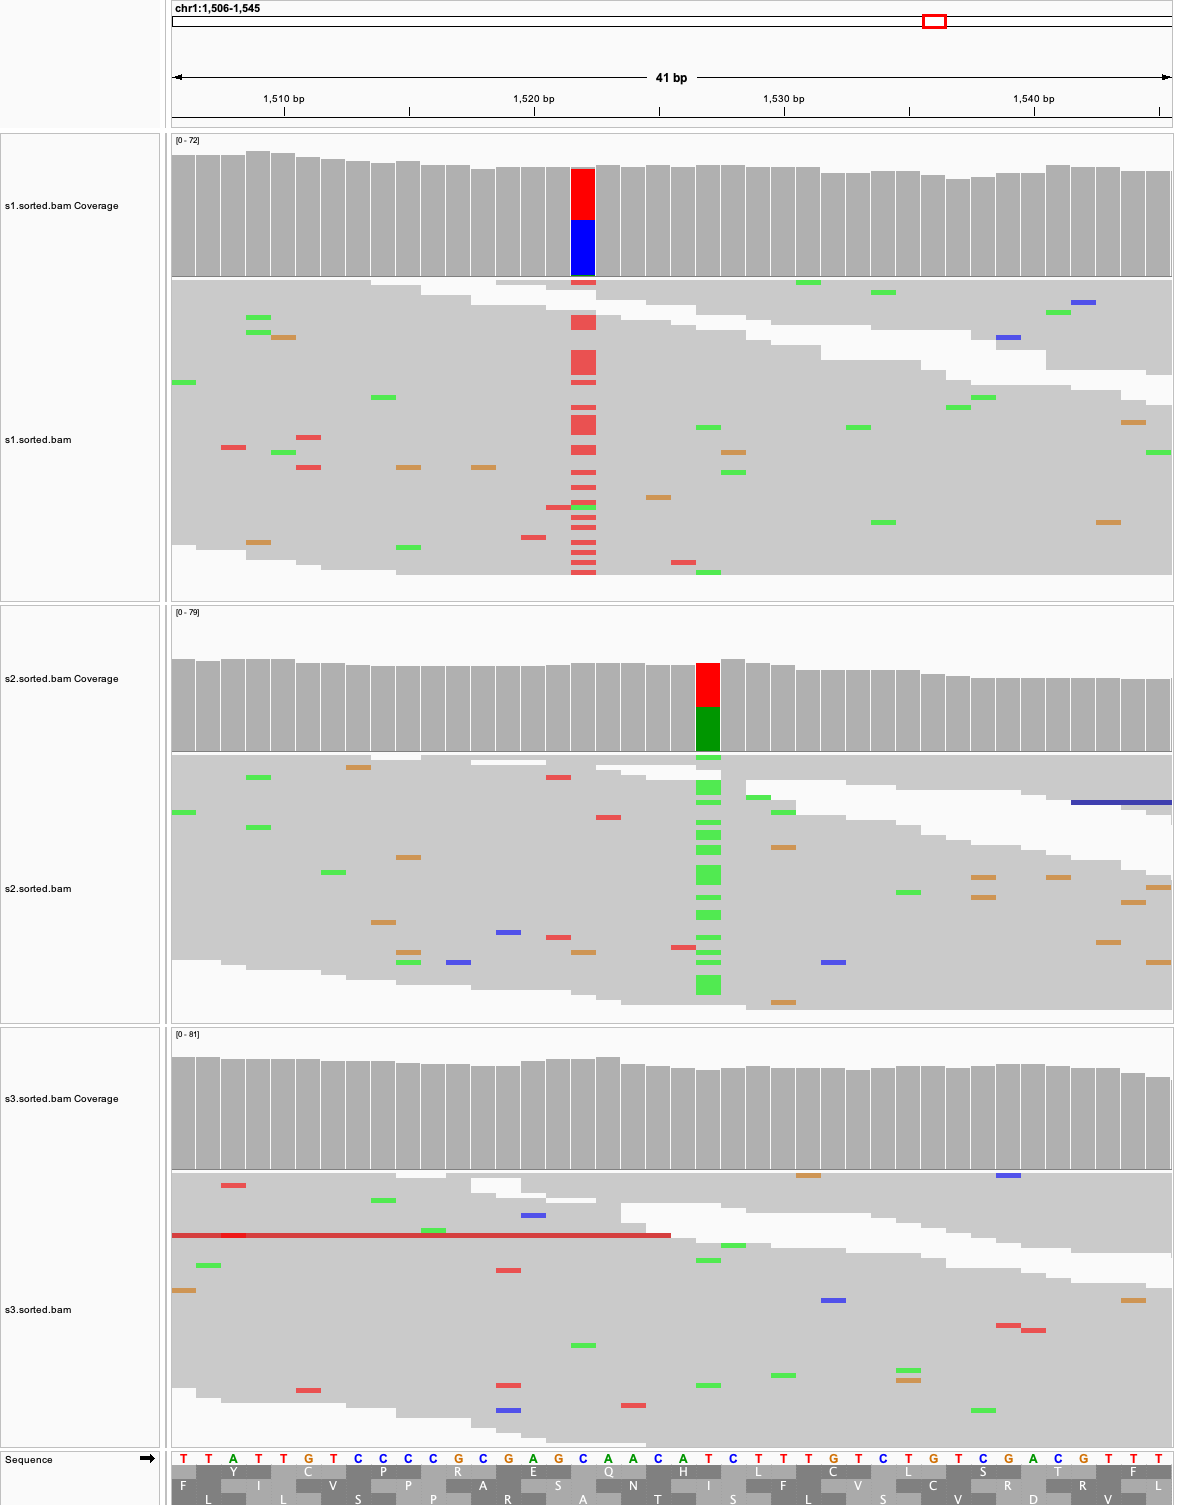 chr1:1,506-1,545
41 bp
1,510 bp 1,520 bp 1,530 bp 1,540 bp
[0 - 72]
s1.sorted.bam Coverage
s1.sorted.bam
[0 - 79]
s2.sorted.bam Coverage
s2.sorted.bam
[0 - 81]
s3.sorted.bam Coverage
s3.sorted.bam
Sequence T T A T T G T C C C C G C G A G C A A C A T C T T T G T C T G T C G A C G T T T
Y C P R E Q H L C L S T F
F I V P A S N I F V C R R L
L L S P R A T S L S V D V